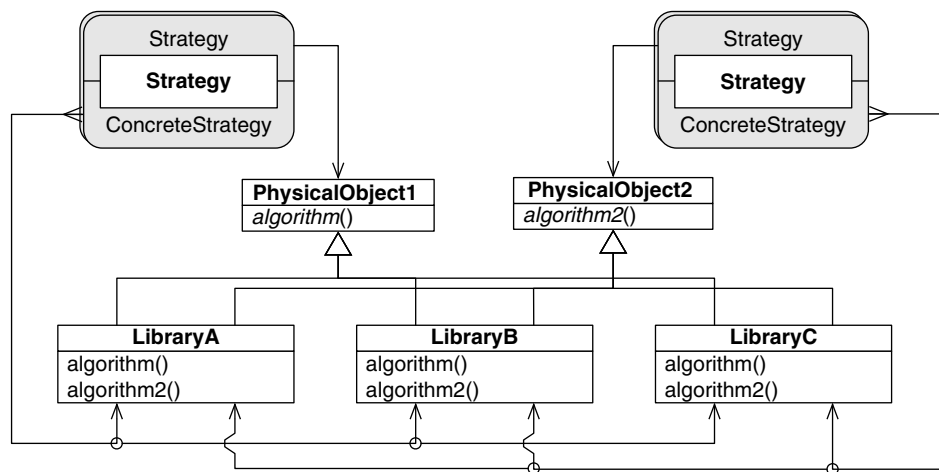 Strategy
Strategy
ConcreteStrategy
Strategy
Strategy
ConcreteStrategy
PhysicalObject1
algorithm()
PhysicalObject2
algorithm2()
LibraryA
algorithm()
algorithm2()
LibraryB
algorithm()
algorithm2()
LibraryC
algorithm()
algorithm2()